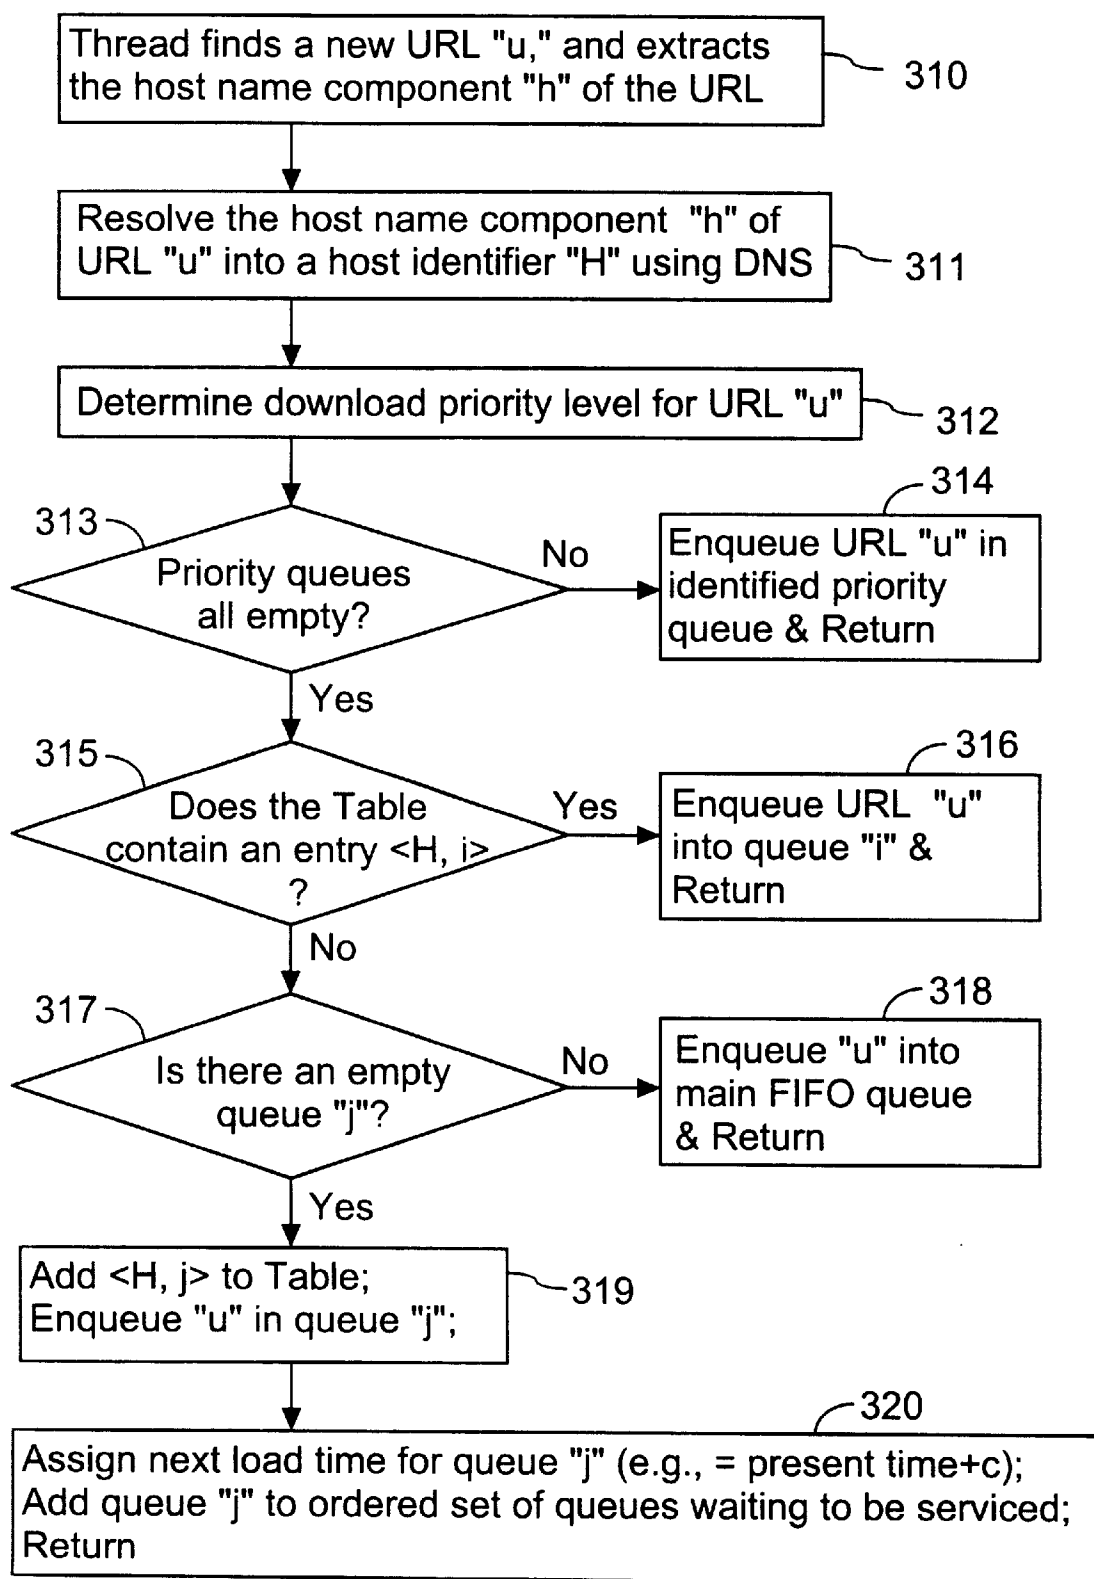 Thread finds a new URL "u," and extracts
the host name component "h" of the URL
310
Resolve the host name component "h" of
URL "u" into a host identifier "H" using DNS
311
Determine download priority level for URL "u"
312
313
Priority queues
all empty?
No
314
Enqueue URL "u" in
identified priority
queue & Return
Yes
315
Does the Table
contain an entry <H, i>
?
Yes
316
Enqueue URL "u"
into queue "i" &
Return
No
317
Is there an empty
queue "j"?
No
318
Enqueue "u" into
main FIFO queue
& Return
Yes
Add <H, j> to Table;
Enqueue "u" in queue "j";
319
320
Assign next load time for queue "j" (e.g., = present time+c);
Add queue "j" to ordered set of queues waiting to be serviced;
Return